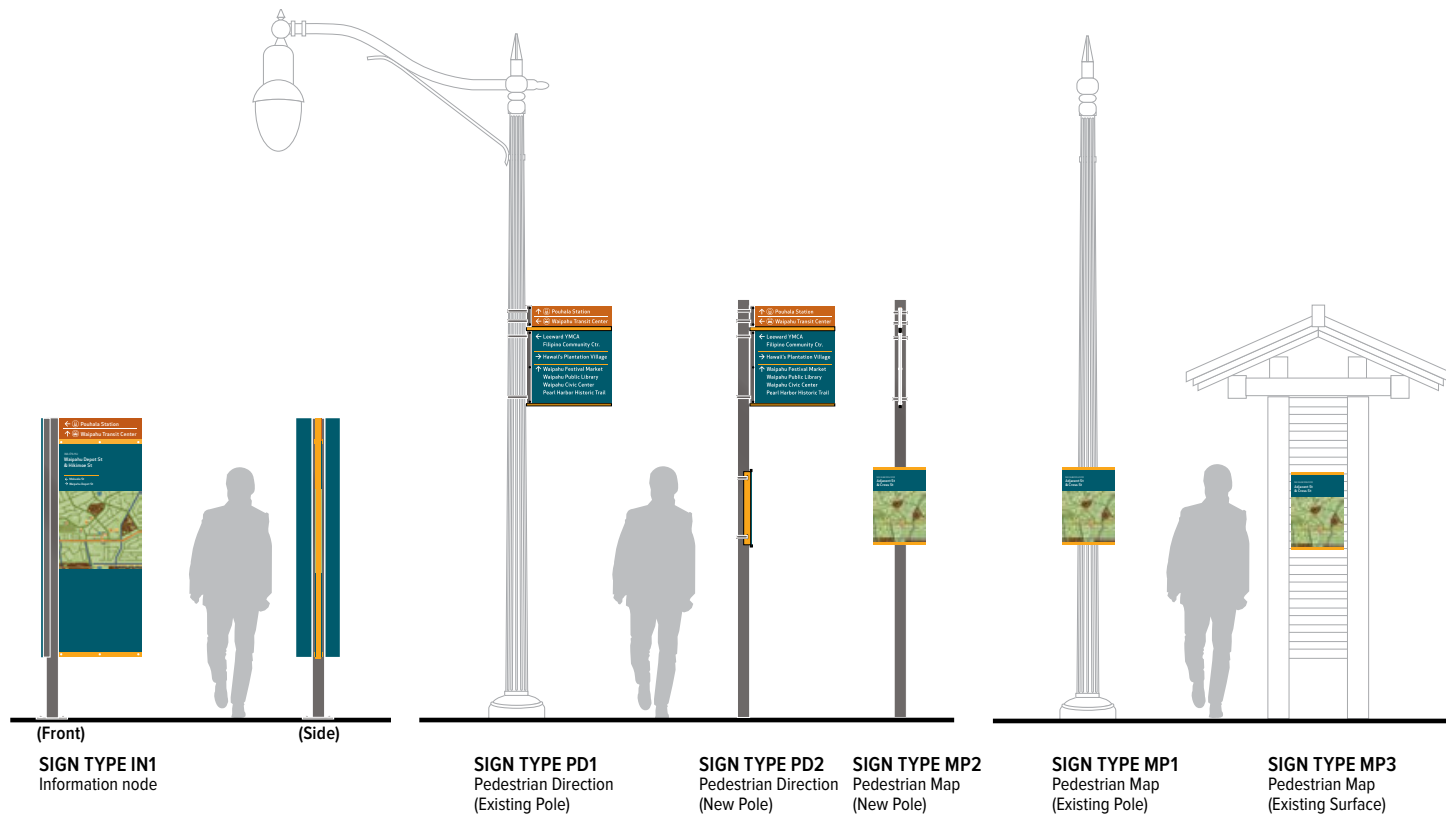 ← Pouhala Station
↑ Waipahu Transit Center
Waipahu Depot St
& Hikimoe St
↑ Pouhala Station
← Waipahu Transit Center
← Leeward YMCA
Filipino Community Ctr.
→ Hawaii's Plantation Village
↑ Waipahu Festival Market
Waipahu Public Library
Waipahu Civic Center
Pearl Harbor Historic Trail
↑ Pouhala Station
← Waipahu Transit Center
← Leeward YMCA
Filipino Community Ctr.
→ Hawaii's Plantation Village
↑ Waipahu Festival Market
Waipahu Public Library
Waipahu Civic Center
Pearl Harbor Historic Trail
Adjacent St
& Cross St
Adjacent St
& Cross St
Adjacent St
& Cross St
(Front)
(Side)
SIGN TYPE IN1
Information node
SIGN TYPE PD1
Pedestrian Direction
(Existing Pole)
SIGN TYPE PD2
Pedestrian Direction
(New Pole)
SIGN TYPE MP2
Pedestrian Map
(New Pole)
SIGN TYPE MP1
Pedestrian Map
(Existing Pole)
SIGN TYPE MP3
Pedestrian Map
(Existing Surface)